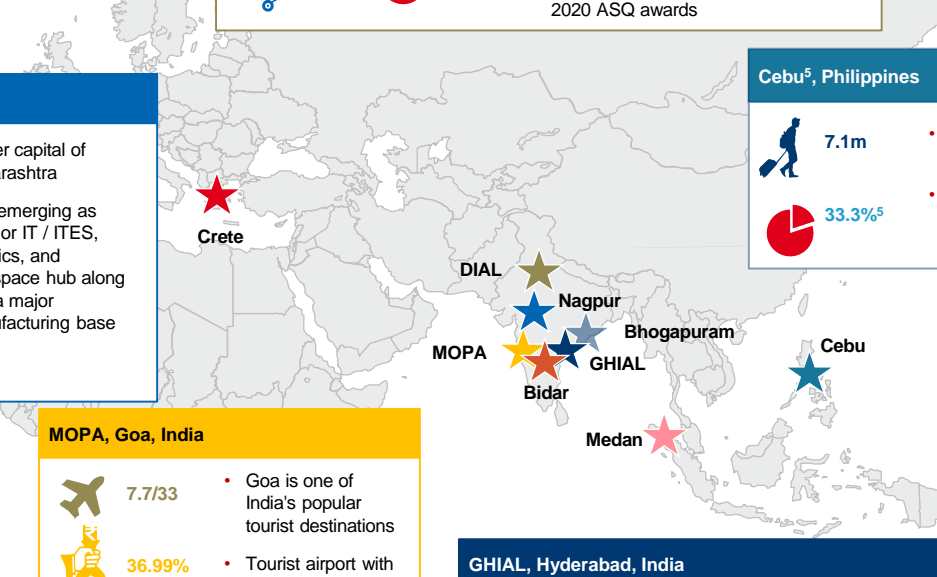 2020 ASQ awards
Cebu⁵, Philippines
7.1m
33.3%⁵
er capital of
arashtra
emerging as
or IT / ITES,
ics, and
space hub along
a major
ufacturing base
Crete
DIAL
Nagpur
Bhogapuram
MOPA
GHIAL
Bidar
Cebu
Medan
MOPA, Goa, India
7.7/33
• Goa is one of
India's popular
tourist destinations
36.99%
• Tourist airport with
GHIAL, Hyderabad, India